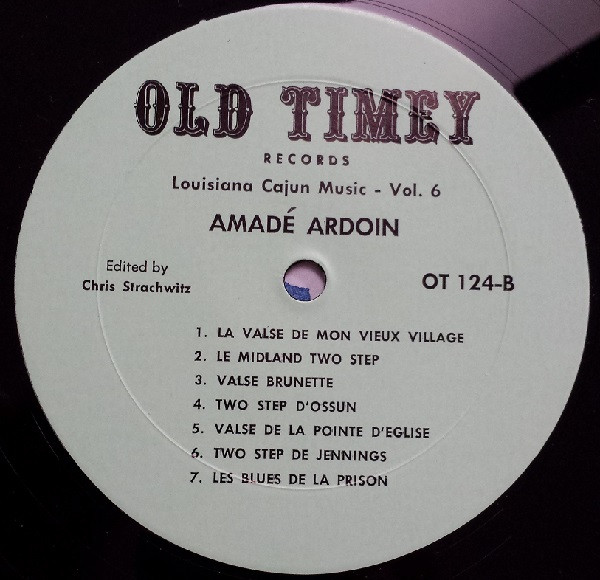 OLD TIMEY
RECORDS
Louisiana Cajun Music - Vol. 6
AMADÉ ARDOIN
Edited by
Chris Strachwitz
OT 124-B
1. LA VALSE DE MON VIEUX VILLAGE
2. LE MIDLAND TWO STEP
3. VALSE BRUNETTE
4. TWO STEP D'OSSUN
5. VALSE DE LA POINTE D'EGLISE
6. TWO STEP DE JENNINGS
7. LES BLUES DE LA PRISON